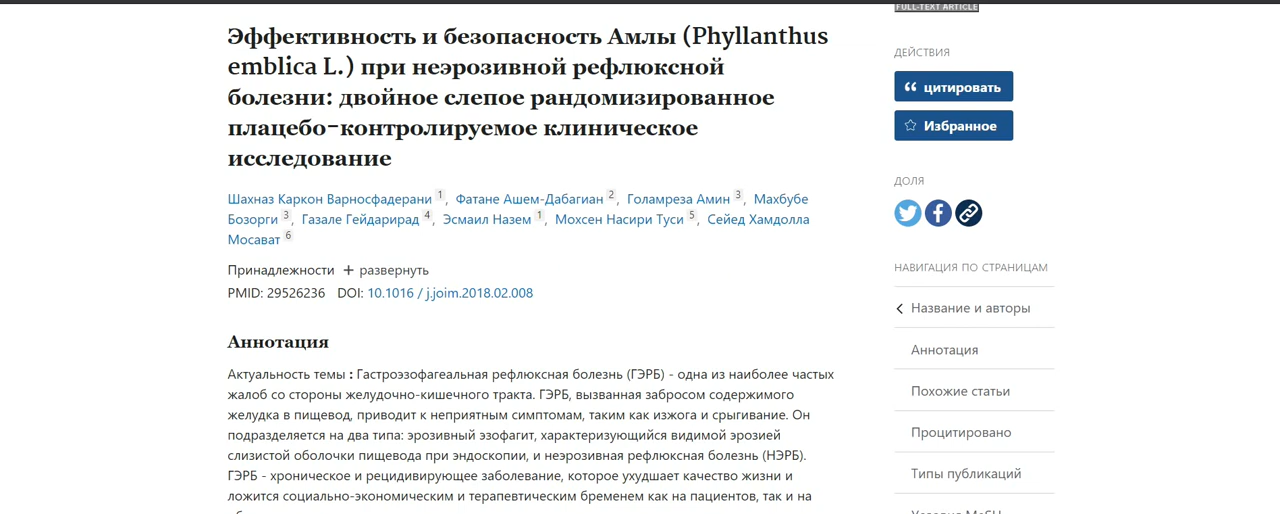 FULL-TEXT ARTICLE
Эффективность и безопасность Амлы (Phyllanthus
emblica L.) при неэрозивной рефлюксной
болезни: двойное слепое рандомизированное
плацебо-контролируемое клиническое
исследование
Шахназ Каркон Варносфадерани 1, Фатане Ашем-Дабагиан 2, Голамреза Амин 3, Махбубе
Бозорги 3, Газале Гейдарирад 4, Эсмаил Назем 1, Мохсен Насири Туси 5, Сейед Хамдолла
Мосават 6
Принадлежности + развернуть
PMID: 29526236 DOI: 10.1016 / j.joim.2018.02.008
Аннотация
Актуальность темы : Гастроэзофагеальная рефлюксная болезнь (ГЭРБ) - одна из наиболее частых
жалоб со стороны желудочно-кишечного тракта. ГЭРБ, вызванная забросом содержимого
желудка в пищевод, приводит к неприятным симптомам, таким как изжога и срыгивание. Он
подразделяется на два типа: эрозивный эзофагит, характеризующийся видимой эрозией
слизистой оболочки пищевода при эндоскопии, и неэрозивная рефлюксная болезнь (НЭРБ).
ГЭРБ - хроническое и рецидивирующее заболевание, которое ухудшает качество жизни и
ложится социально-экономическим и терапевтическим бременем как на пациентов, так и на
ДЕЙСТВИЯ
цитировать
Избранное
ДОЛЯ
НАВИГАЦИЯ ПО СТРАНИЦАМ
Название и авторы
Аннотация
Похожие статьи
Процитировано
Типы публикаций